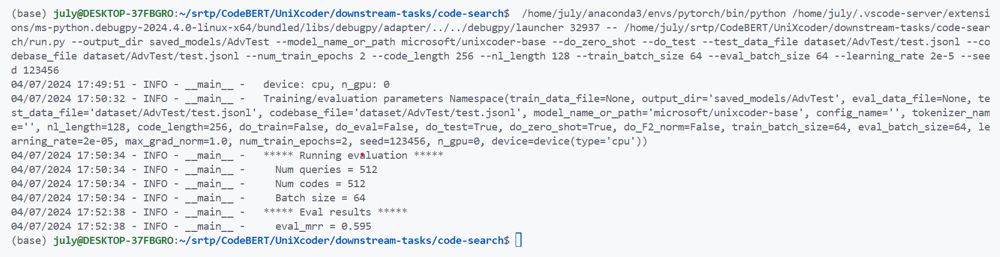 (base) july@DESKTOP-37FBGRO:~/srtp/CodeBERT/UniXcoder/downstream-tasks/code-search$  /home/july/anaconda3/envs/pytorch/bin/python /home/july/.vscode-server/extensi
ons/ms-python.debugpy-2024.4.0-linux-x64/bundled/libs/debugpy/adapter/../../debugpy/launcher 32937 -- /home/july/srtp/CodeBERT/UniXcoder/downstream-tasks/code-sear
ch/run.py --output_dir saved_models/AdvTest --model_name_or_path microsoft/unixcoder-base --do_zero_shot --do_test --test_data_file dataset/AdvTest/test.jsonl --co
debase_file dataset/AdvTest/test.jsonl --num_train_epochs 2 --code_length 256 --nl_length 128 --train_batch_size 64 --eval_batch_size 64 --learning_rate 2e-5 --see
d 123456
04/07/2024 17:49:51 - INFO - __main__ -   device: cpu, n_gpu: 0
04/07/2024 17:50:32 - INFO - __main__ -   Training/evaluation parameters Namespace(train_data_file=None, output_dir='saved_models/AdvTest', eval_data_file=None, te
st_data_file='dataset/AdvTest/test.jsonl', codebase_file='dataset/AdvTest/test.jsonl', model_name_or_path='microsoft/unixcoder-base', config_name='', tokenizer_nam
e='', nl_length=128, code_length=256, do_train=False, do_eval=False, do_test=True, do_zero_shot=True, do_F2_norm=False, train_batch_size=64, eval_batch_size=64, le
arning_rate=2e-05, max_grad_norm=1.0, num_train_epochs=2, seed=123456, n_gpu=0, device=device(type='cpu'))
04/07/2024 17:50:34 - INFO - __main__ -   ***** Running evaluation *****
04/07/2024 17:50:34 - INFO - __main__ -     Num queries = 512
04/07/2024 17:50:34 - INFO - __main__ -     Num codes = 512
04/07/2024 17:50:34 - INFO - __main__ -     Batch size = 64
04/07/2024 17:52:38 - INFO - __main__ -   ***** Eval results *****
04/07/2024 17:52:38 - INFO - __main__ -     eval_mrr = 0.595
(base) july@DESKTOP-37FBGRO:~/srtp/CodeBERT/UniXcoder/downstream-tasks/code-search$